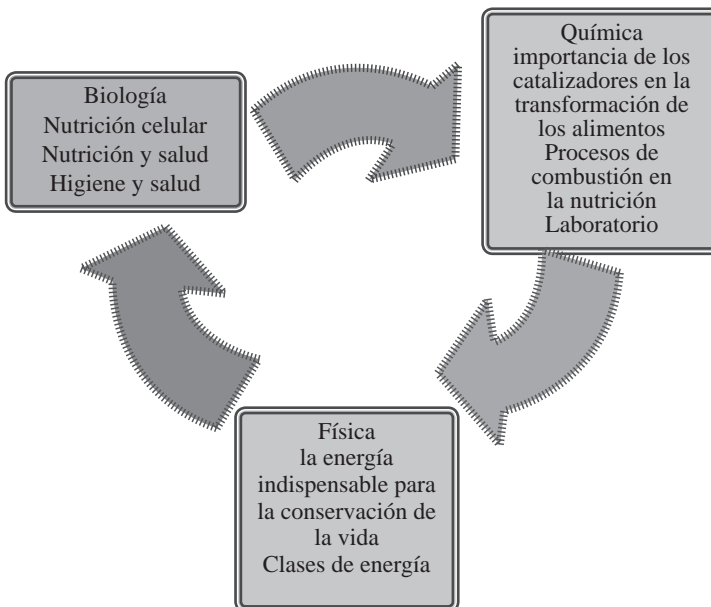 Biología
Nutrición celular
Nutrición y salud
Higiene y salud
Química
importancia de los
catalizadores en la
transformación de
los alimentos
Procesos de
combustión en
la nutrición
Laboratorio
Física
la energía
indispensable para
la conservación de
la vida
Clases de energía